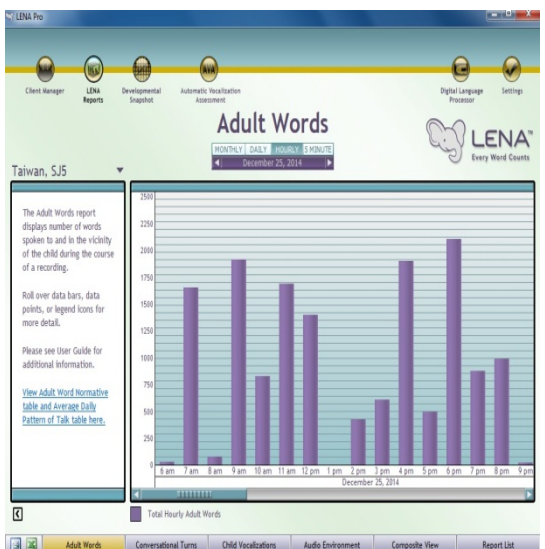 LENA Pro
Client Manager
LENA
Reports
Developmental
Snapshot
Automatic Vocalization
Assessment
Digital Language
Processor
Settings
Adult Words
MONTHLY DAILY HOURLY 5 MINUTE
December 25, 2014
LENA™
Every Word Counts
Taiwan, SJ5
The Adult Words report
displays number of words
spoken to and in the vicinity
of the child during the course
of a recording.
Roll over data bars, data
points, or legend icons for
more detail.
Please see User Guide for
additional information.
View Adult Word Normative
table and Average Daily
Pattern of Talk table here.
2500
2250
2000
1750
1500
1250
1000
750
500
250
0
6 am 7 am 8 am 9 am 10 am 11 am 12 pm 1 pm 2 pm 3 pm 4 pm 5 pm 6 pm 7 pm 8 pm 9 pm
December 25, 2014
Total Hourly Adult Words
Adult Words Conversational Turns Child Vocalizations Audio Environment Composite View Report List